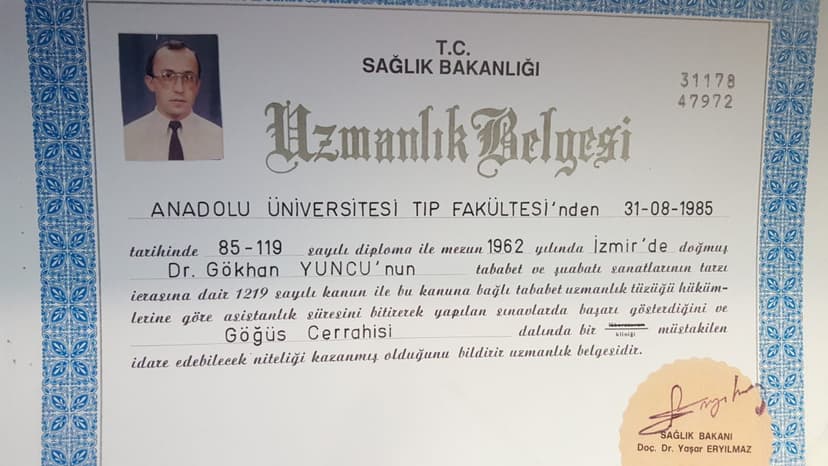 T.C.
SAĞLIK BAKANLIĞI
31178
47972
Uzmanlık Belgesi
ANADOLU ÜNİVERSİTESİ TIP FAKÜLTESİ'nden 31-08-1985
tarihinde 85-119 sayılı diploma ile mezun 1962 yılında İzmir'de doğmuş
Dr. Gökhan YUNCU'nun tababet ve şuabatı sanatlarının tarzı
icrasına dair 1219 sayılı kanun ile bu kanuna bağlı tababet uzmanlık tüzüğü hüküm-
lerine göre asistanlık süresini bitirerek yapılan sınavlarda başarı gösterdiğini ve
Göğüs Cerrahisi dalında bir kliniği müstakilen
idare edebilecek niteliği kazanmış olduğunu bildirir uzmanlık belgesidir.
SAĞLIK BAKANI
Doç. Dr. Yaşar ERYILMAZ